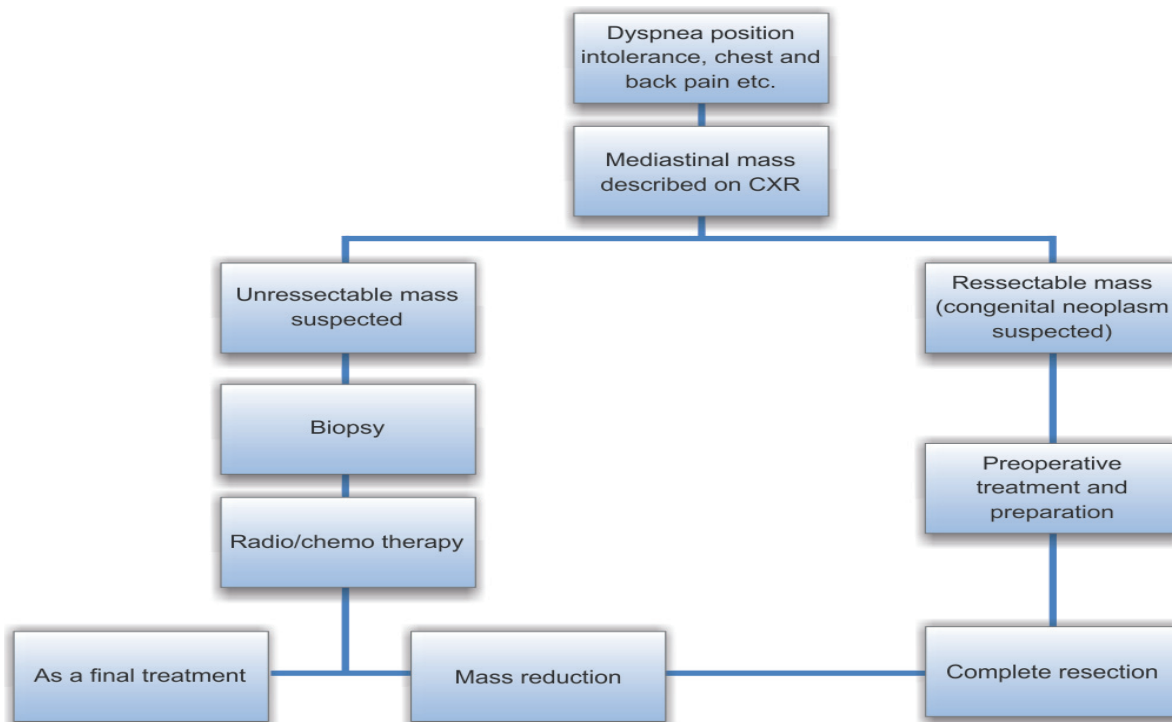 Dyspnea position
intolerance, chest and
back pain etc.
Mediastinal mass
described on CXR
Unressectable mass
suspected
Ressectable mass
(congenital neoplasm
suspected)
Biopsy
Preoperative
treatment and
preparation
Radio/chemo therapy
As a final treatment
Mass reduction
Complete resection